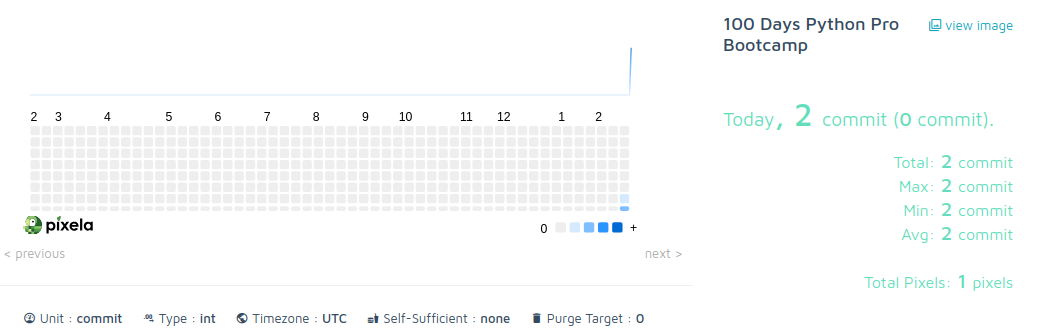 100 Days Python Pro Bootcamp
view image
Today, 2 commit (0 commit).
Total: 2 commit
Max: 2 commit
Min: 2 commit
Avg: 2 commit
Total Pixels: 1 pixels
2 3 4 5 6 7 8 9 10 11 12 1 2
pixela
0 +
< previous
next >
Unit : commit Type : int Timezone : UTC Self-Sufficient : none Purge Target : 0